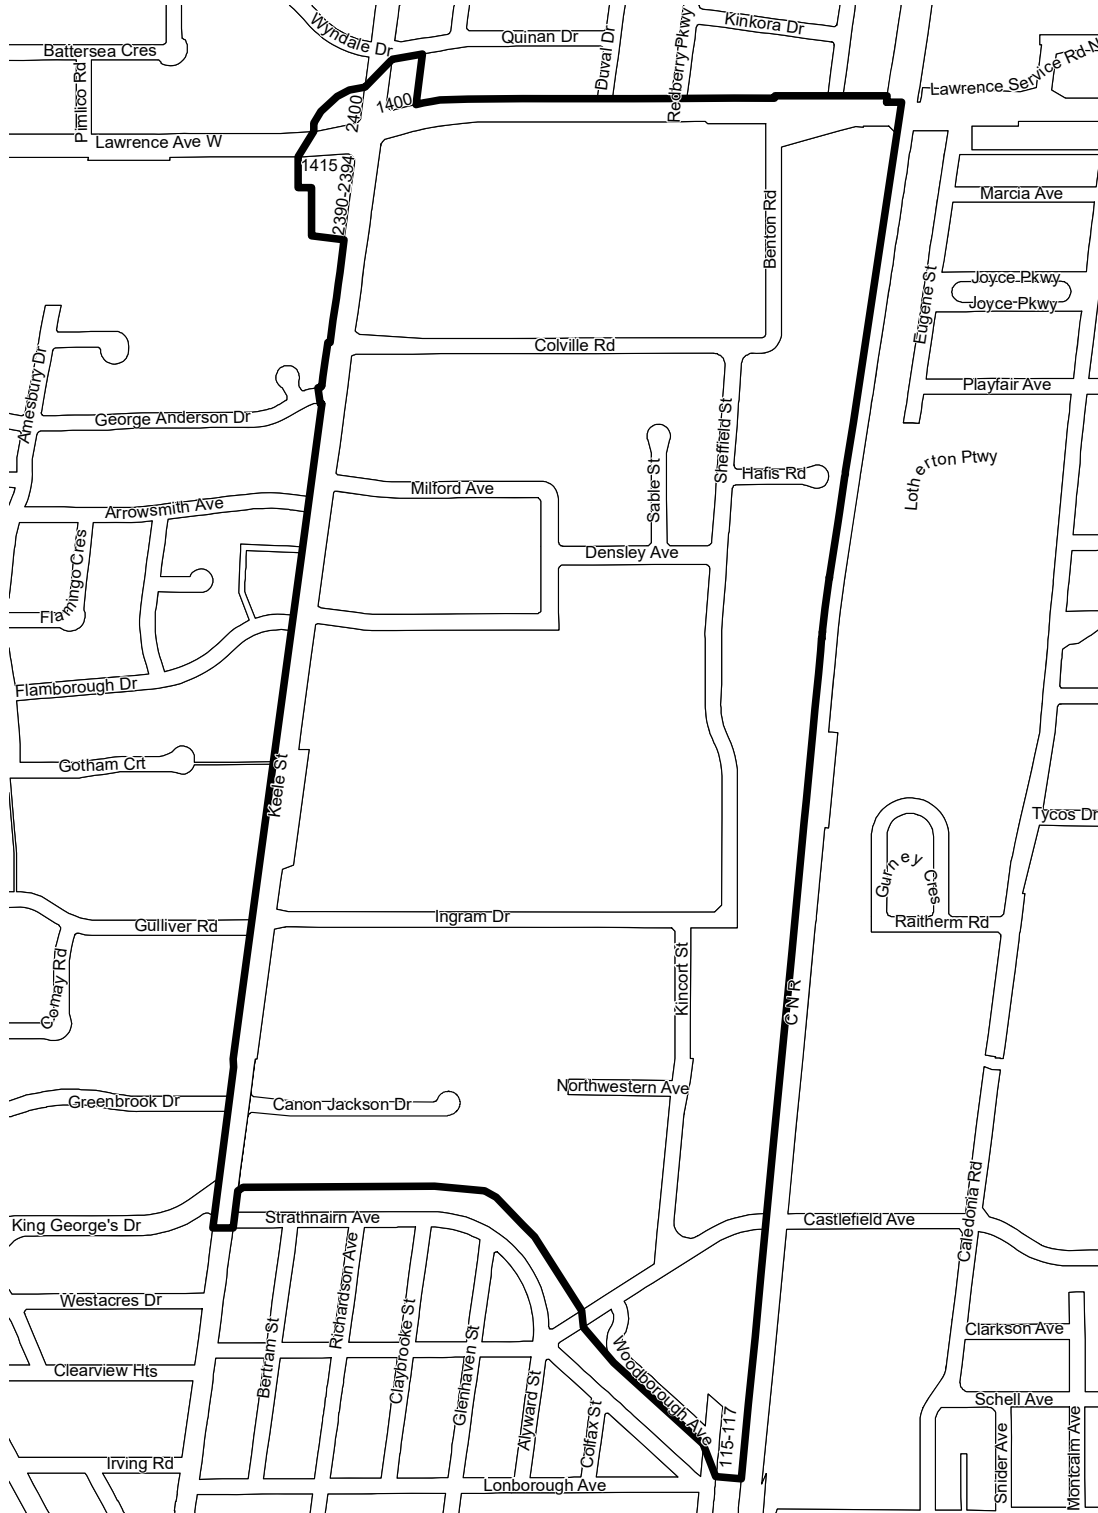 Wyndale Dr
Quinan Dr
Duval Dr
Redberry Pkwy
Kinkora Dr
Battersea Cres
Pimlico Rd
Lawrence Service Rd-N
2400
1400
Lawrence Ave W
1415
2390-2394
Benton Rd
Marcia Ave
Eugene St
Joyce Pkwy
Joyce Pkwy
Amesbury Dr
Colville Rd
Playfair Ave
George Anderson Dr
Sheffield St
Sable St
Hafis Rd
Lotherton Ptwy
Milford Ave
Arrowsmith Ave
Densley Ave
Flamingo Cres
Flamborough Dr
Gotham Crt
Keele St
Tycos Dr
Gurney Cres
Gulliver Rd
Ingram Dr
Raitherm Rd
Comay Rd
Kincort St
C N R
Northwestern Ave
Greenbrook Dr
Canon Jackson Dr
Caledonia Rd
King George's Dr
Strathnairn Ave
Castlefield Ave
Richardson Ave
Westacres Dr
Bertram St
Claybrooke St
Glenhaven St
Woodborough Ave
Clarkson Ave
Clearview Hts
Alyward St
Colfax St
115-117
Schell Ave
Snider Ave
Montcalm Ave
Irving Rd
Lonborough Ave